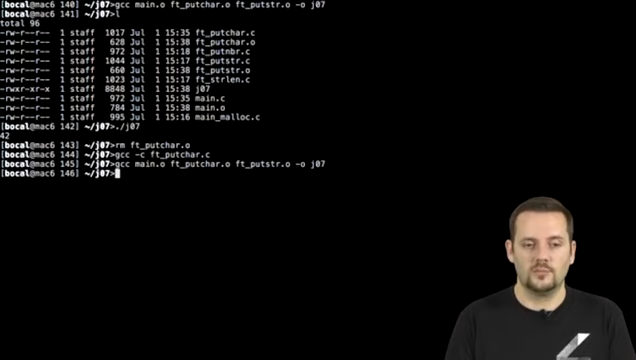 [bocal@mac6 140] ~/j07>gcc main.o ft_putchar.o ft_putstr.o -o j07
[bocal@mac6 141] ~/j07>l
total 96
-rw-r--r-- 1 staff 1017 Jul 1 15:35 ft_putchar.c
-rw-r--r-- 1 staff 628 Jul 1 15:38 ft_putchar.o
-rw-r--r-- 1 staff 972 Jul 1 15:18 ft_putnbr.c
-rw-r--r-- 1 staff 1044 Jul 1 15:17 ft_putstr.c
-rw-r--r-- 1 staff 660 Jul 1 15:38 ft_putstr.o
-rw-r--r-- 1 staff 1023 Jul 1 15:17 ft_strlen.c
-rwxr-xr-x 1 staff 8848 Jul 1 15:38 j07
-rw-r--r-- 1 staff 972 Jul 1 15:35 main.c
-rw-r--r-- 1 staff 784 Jul 1 15:38 main.o
-rw-r--r-- 1 staff 995 Jul 1 15:16 main_malloc.c
[bocal@mac6 142] ~/j07>./j07
42
[bocal@mac6 143] ~/j07>rm ft_putchar.o
[bocal@mac6 144] ~/j07>gcc -c ft_putchar.c
[bocal@mac6 145] ~/j07>gcc main.o ft_putchar.o ft_putstr.o -o j07
[bocal@mac6 146] ~/j07>